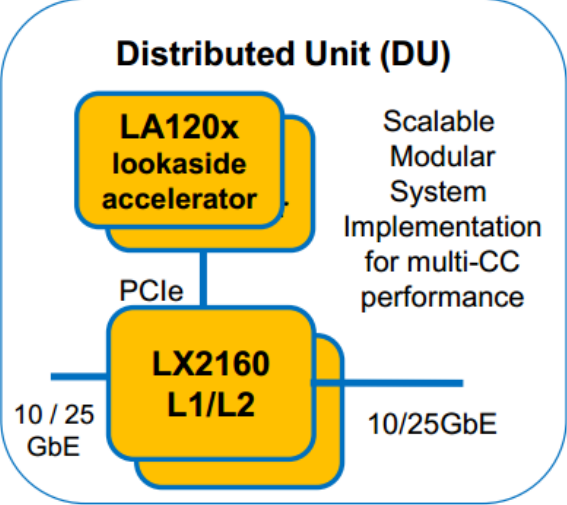 Distributed Unit (DU)
LA120x
lookaside
accelerator
Scalable
Modular
System
Implementation
for multi-CC
performance
PCIe
LX2160
L1/L2
10 / 25
GbE
10/25GbE